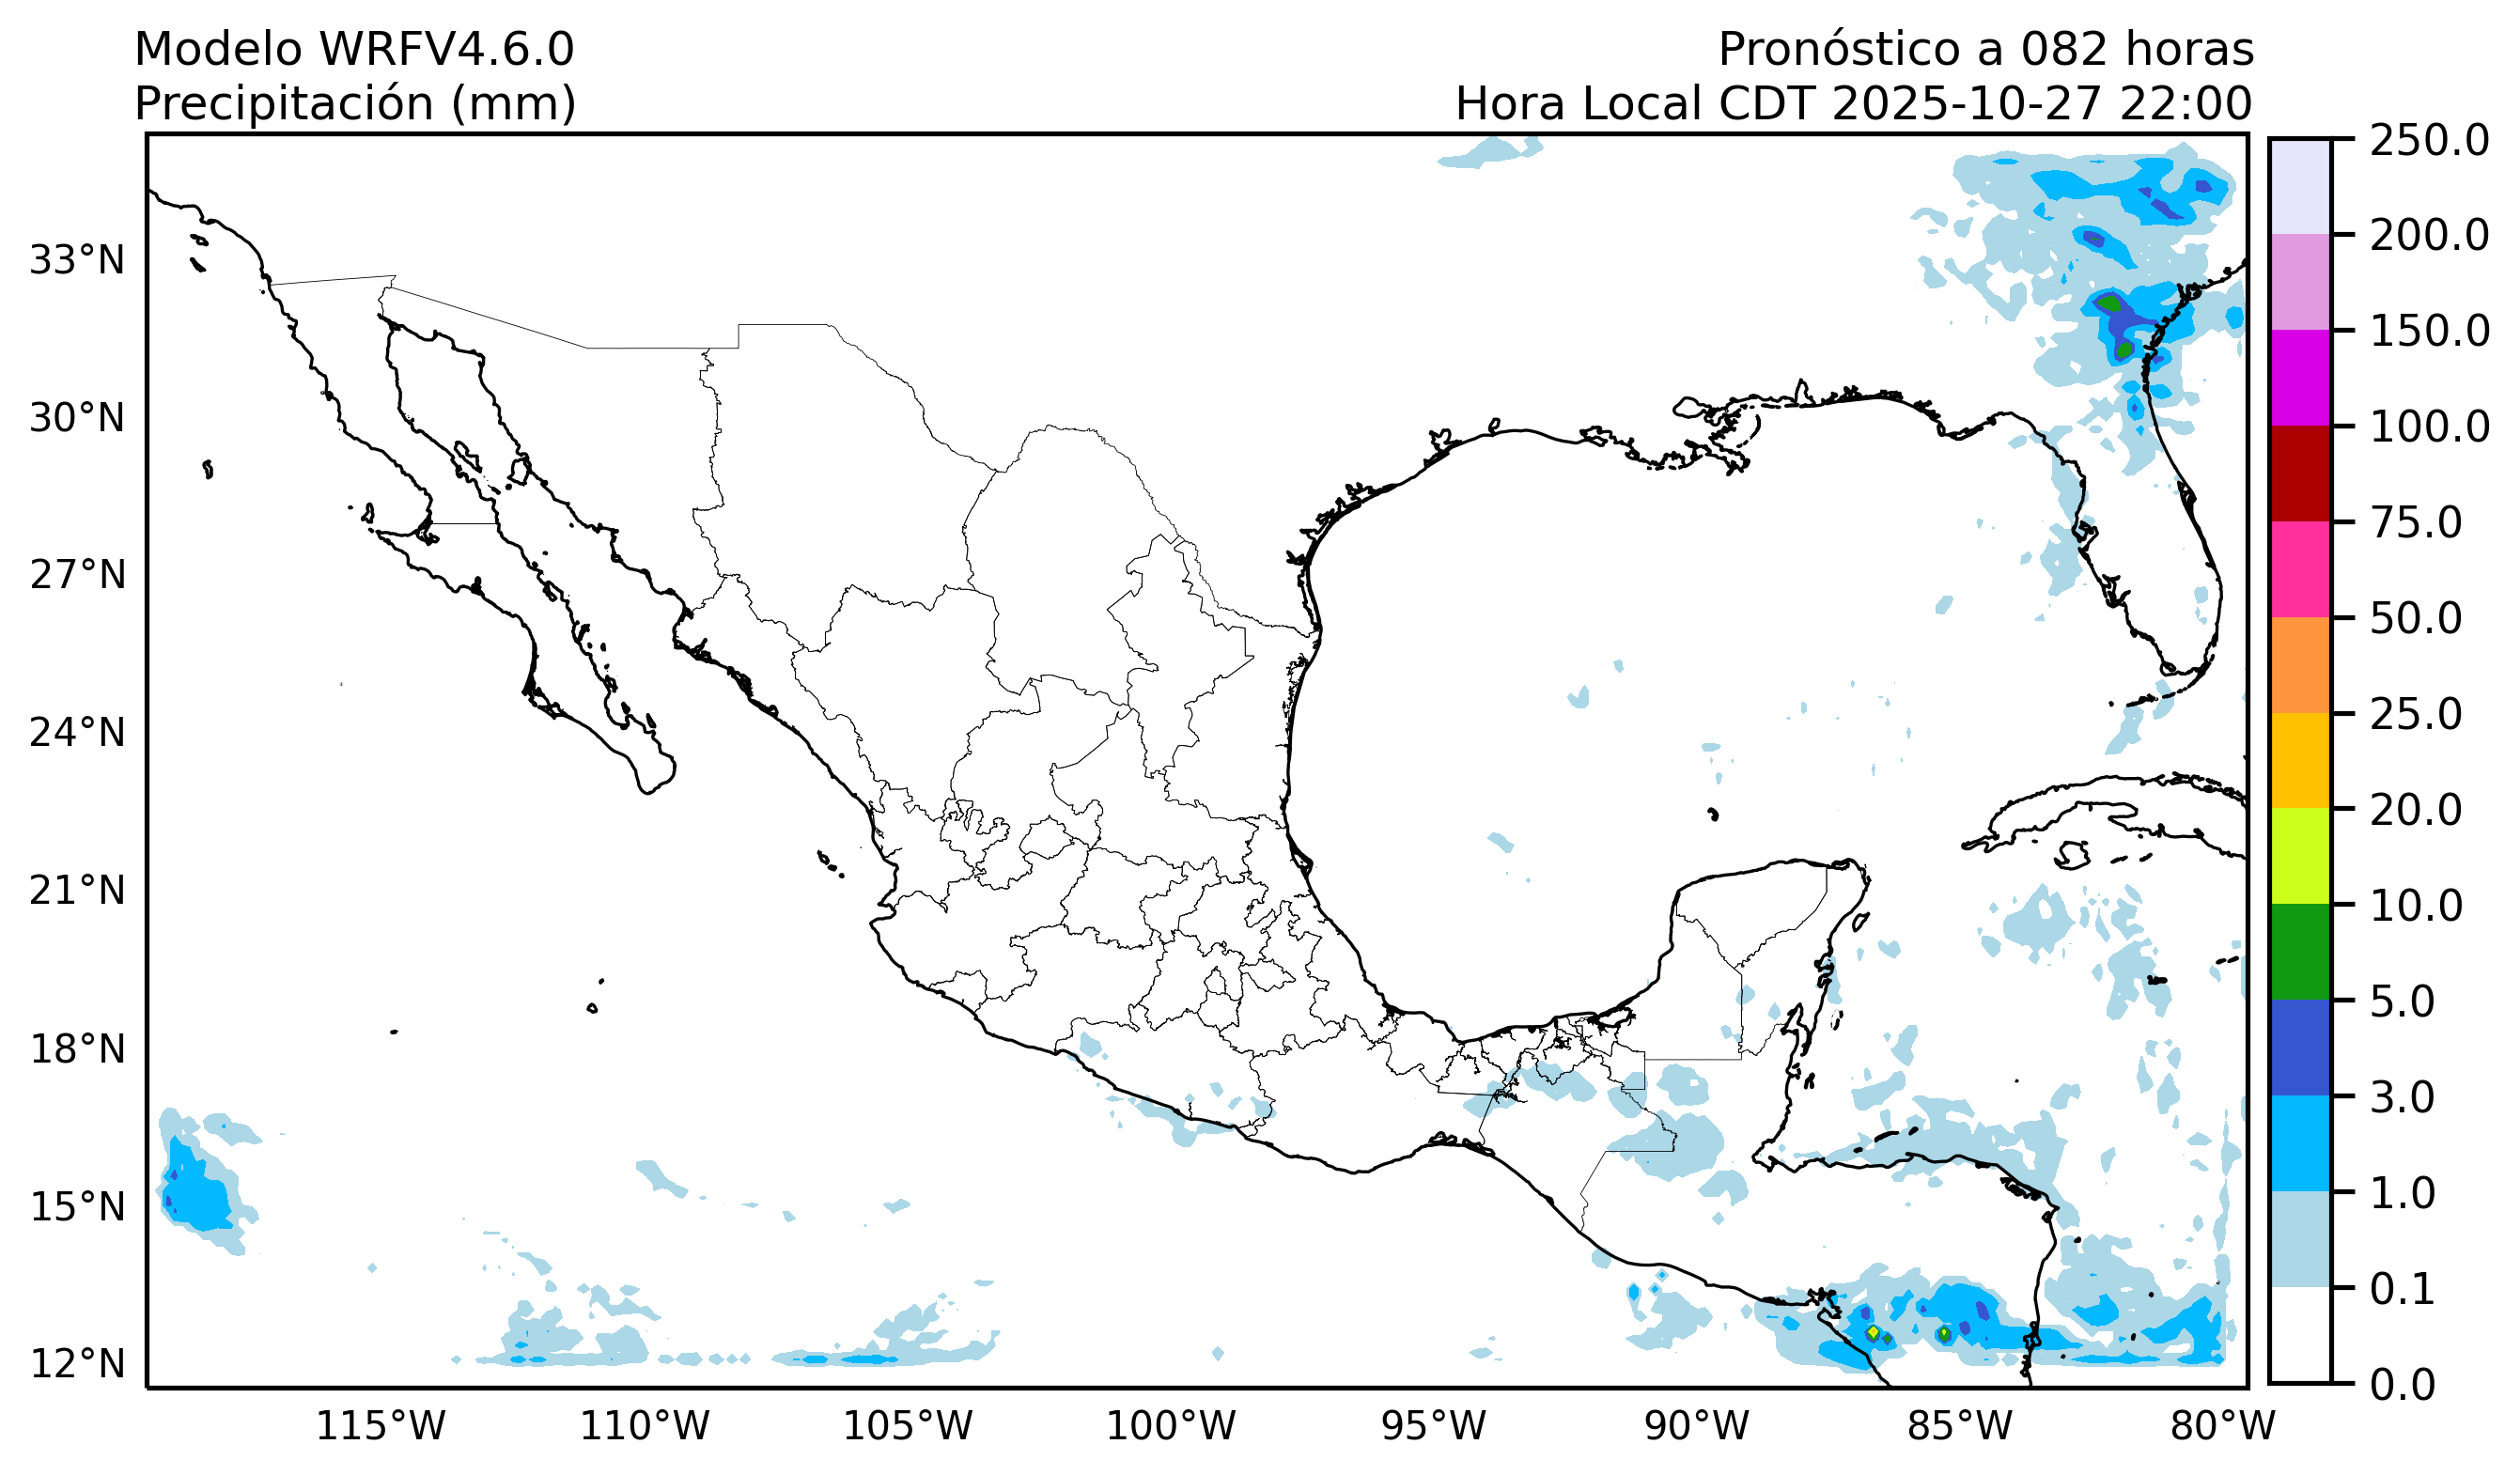 Modelo WRFV4.6.0
Precipitación (mm)
Pronóstico a 082 horas
Hora Local CDT 2025-10-27 22:00
33°N
30°N
27°N
24°N
21°N
18°N
15°N
12°N
115°W
110°W
105°W
100°W
95°W
90°W
85°W
80°W
250.0
200.0
150.0
100.0
75.0
50.0
25.0
20.0
10.0
5.0
3.0
1.0
0.1
0.0